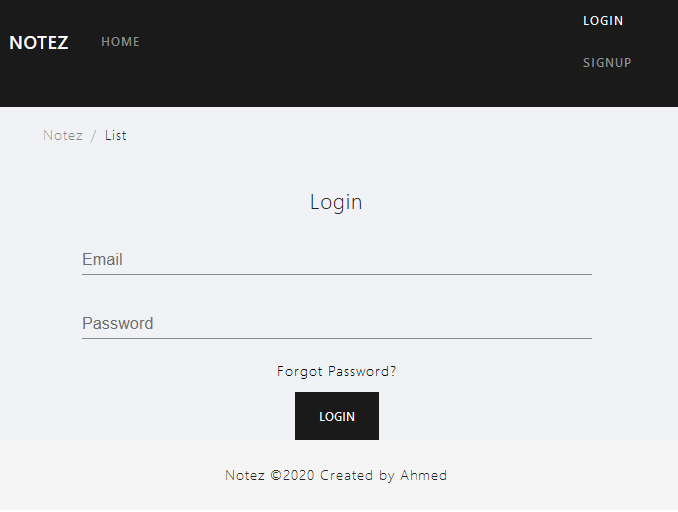 LOGIN
NOTEZ HOME
SIGNUP
Notez / List
Login
Email
Password
Forgot Password?
LOGIN
Notez ©2020 Created by Ahmed